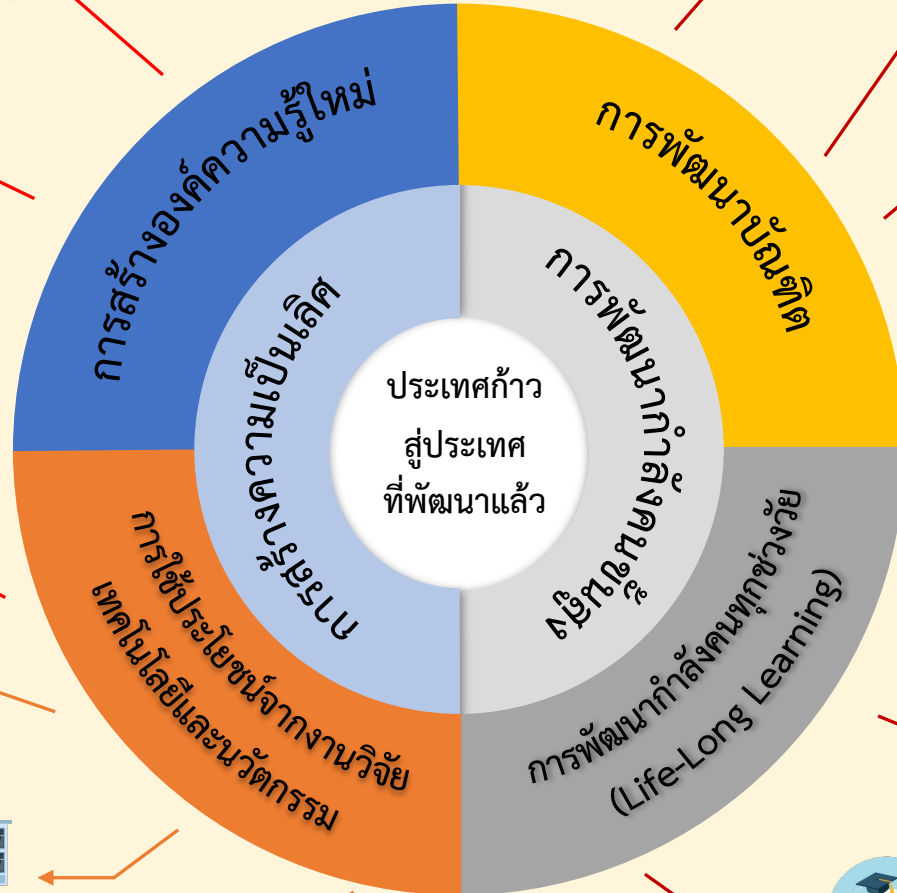 การสร้างองค์ความรู้ใหม่
การพัฒนาบัณฑิต
การสร้างความเป็นเลิศ
การพัฒนากำลังคนชั้นสูง
ประเทศก้าว
สู่ประเทศ
ที่พัฒนาแล้ว
การใช้ประโยชน์จากงานวิจัย
เทคโนโลยีและนวัตกรรม
การพัฒนากำลังคนทุกช่วงวัย
(Life-Long Learning)